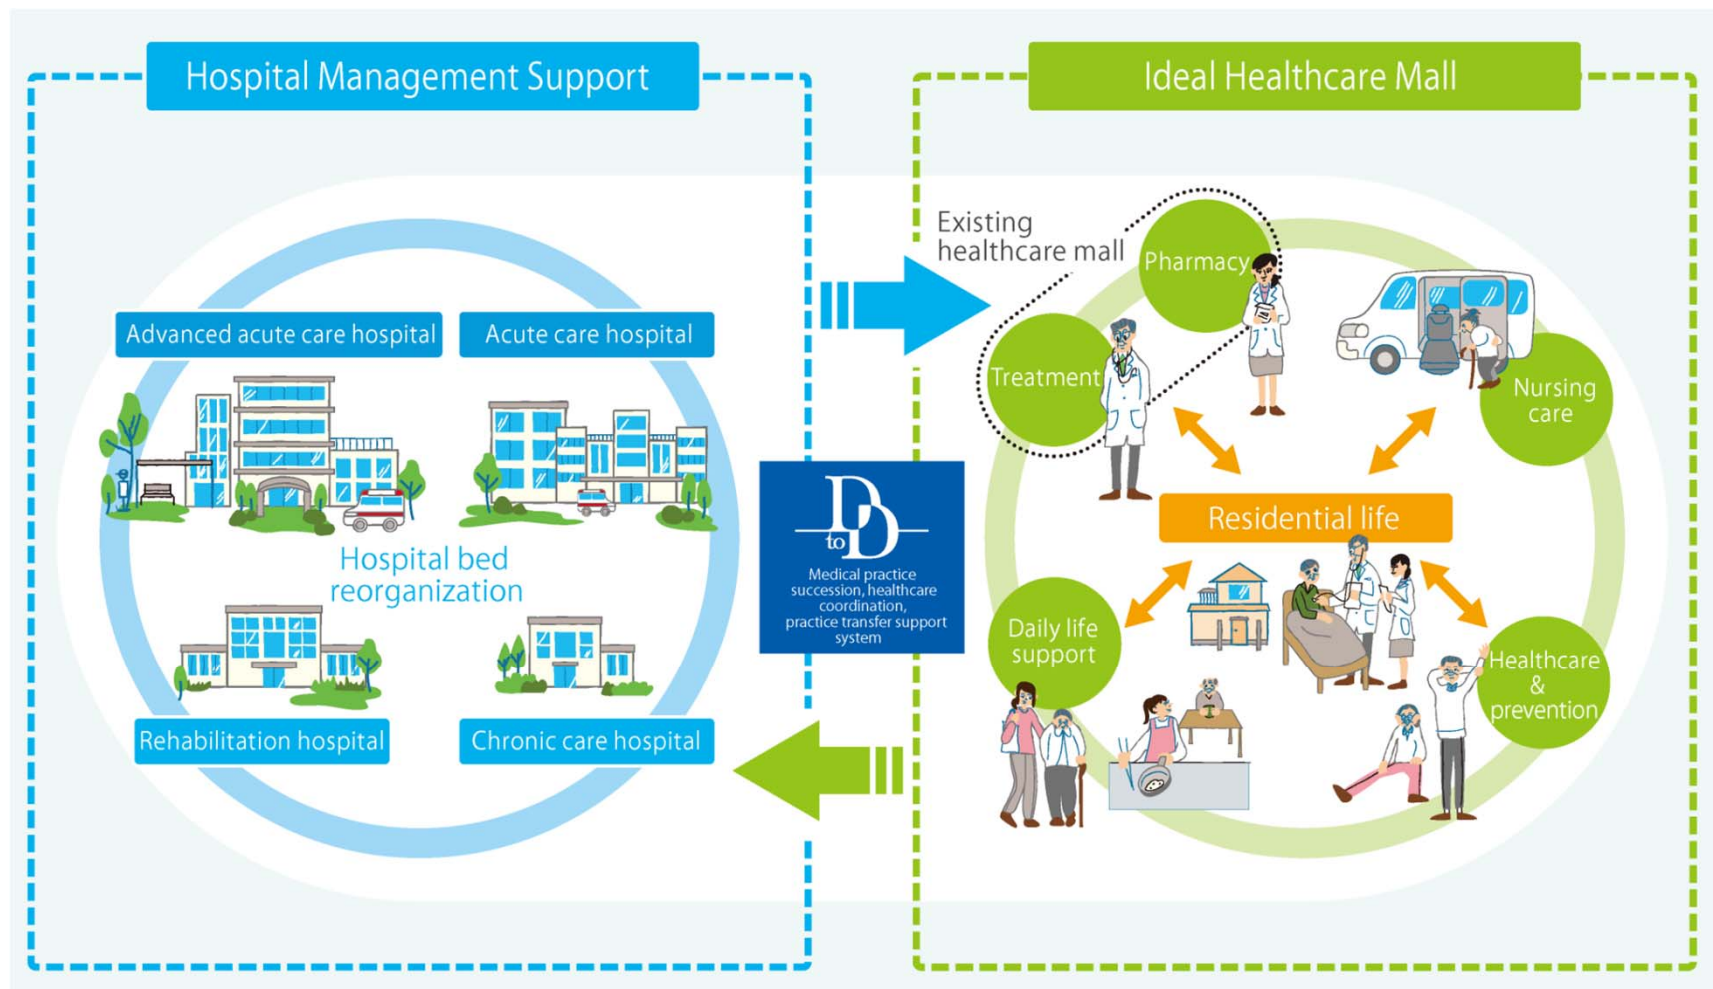 Hospital Management Support
Advanced acute care hospital
Acute care hospital
Hospital bed
reorganization
Rehabilitation hospital
Chronic care hospital
D to D
Medical practice
succession, healthcare
coordination,
practice transfer support
system
Ideal Healthcare Mall
Existing
healthcare mall
Pharmacy
Treatment
Nursing
care
Residential life
Daily life
support
Healthcare
&
prevention